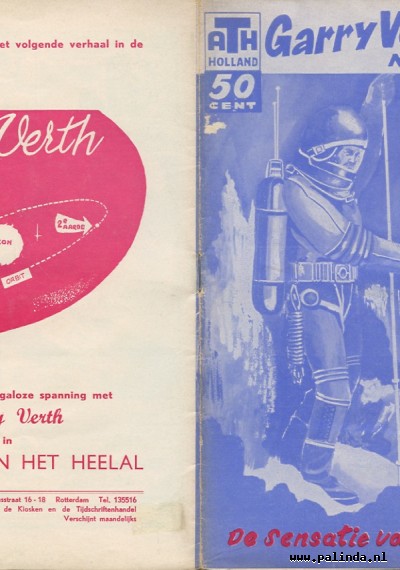 et volgende verhaal in de
Verth
2e
AARDE
ORBIT
galoze spanning met
Verth
in
N HET HEELAL
straat 16 - 18 Rotterdam Tel. 135516
de Kiosken en de Tijdschriftenhandel
Verschijnt maandelijks
ATH
HOLLAND
50
CENT
Garry V
De sensatie va
www.palinda.nl